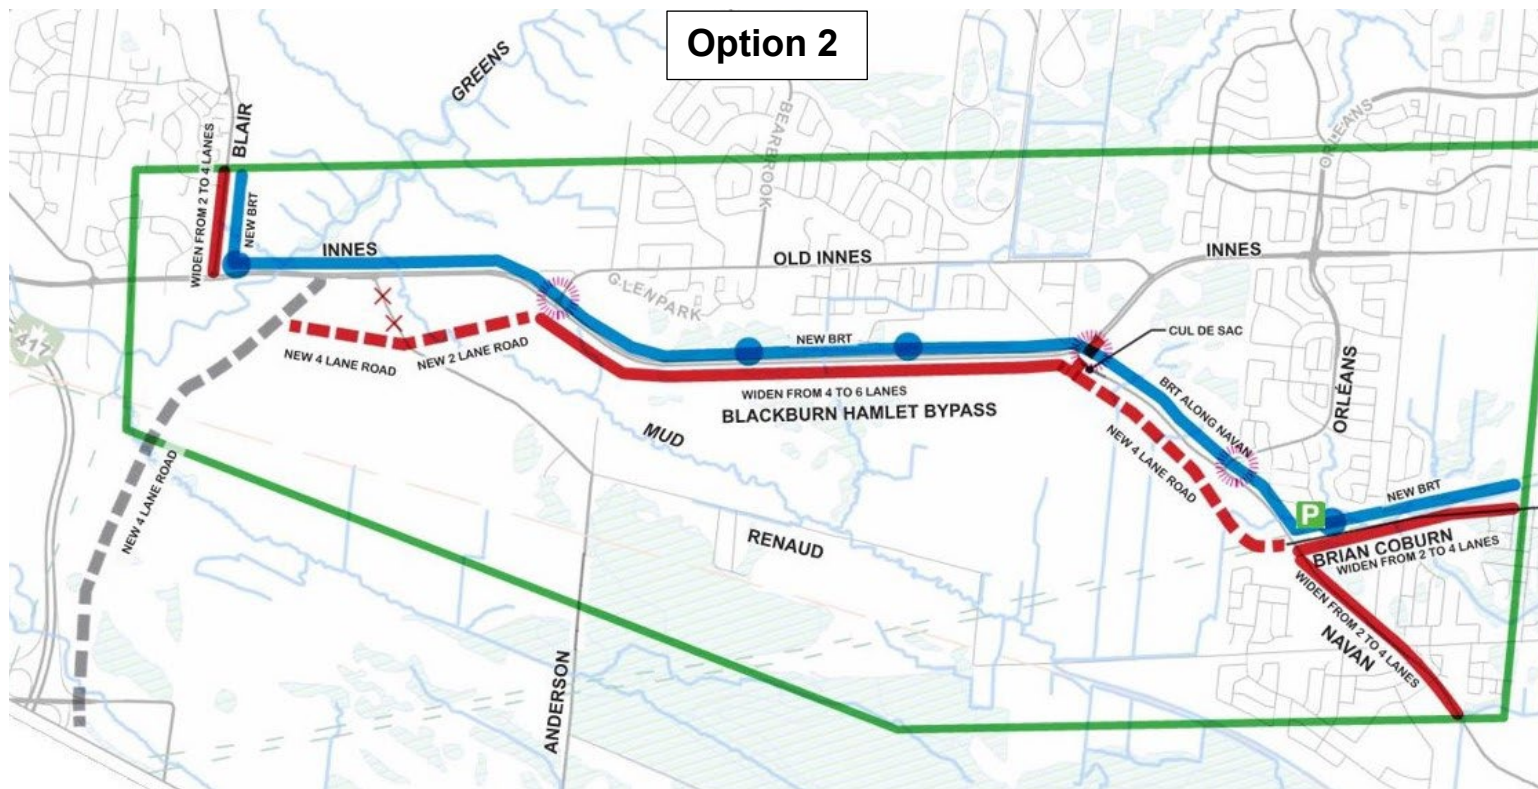 Option 2
GREENS
BLAIR
WIDEN FROM 2 TO 4 LANES
NEW BRT
BEARBROOK
ORLEANS
INNES
OLD INNES
INNES
GLENPARK
417
NEW 4 LANE ROAD
NEW 2 LANE ROAD
NEW BRT
CUL DE SAC
WIDEN FROM 4 TO 6 LANES
BLACKBURN HAMLET BYPASS
BRT ALONG NAVAN
ORLÉANS
MUD
NEW 4 LANE ROAD
NEW 4 LANE ROAD
P
NEW BRT
RENAUD
BRIAN COBURN
WIDEN FROM 2 TO 4 LANES
WIDEN FROM 2 TO 4 LANES
NAVAN
ANDERSON